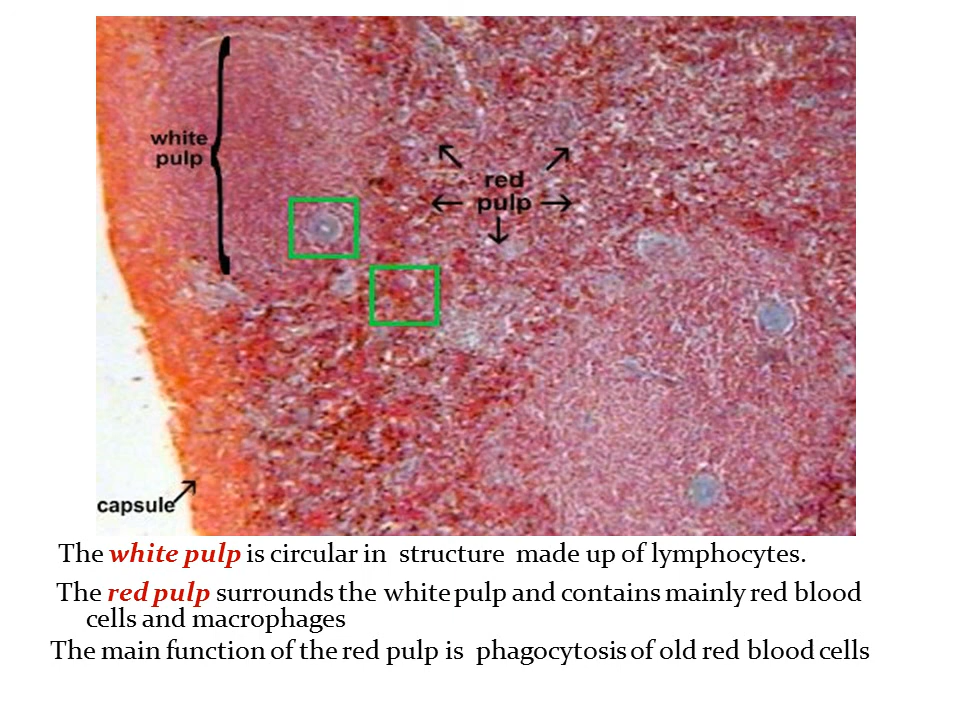 white
pulp
red
pulp
capsule
The white pulp is circular in structure made up of lymphocytes.
The red pulp surrounds the white pulp and contains mainly red blood
cells and macrophages
The main function of the red pulp is phagocytosis of old red blood cells